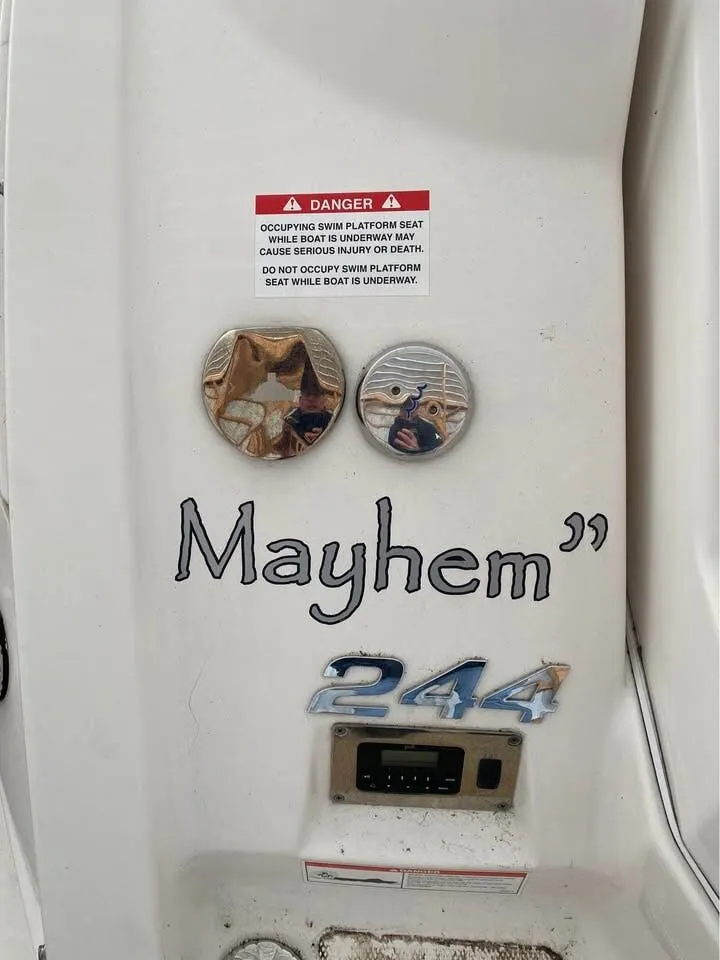 DANGER
OCCUPYING SWIM PLATFORM SEAT
WHILE BOAT IS UNDERWAY MAY
CAUSE SERIOUS INJURY OR DEATH.
DO NOT OCCUPY SWIM PLATFORM
SEAT WHILE BOAT IS UNDERWAY.
Mayhem”
244
DANGER